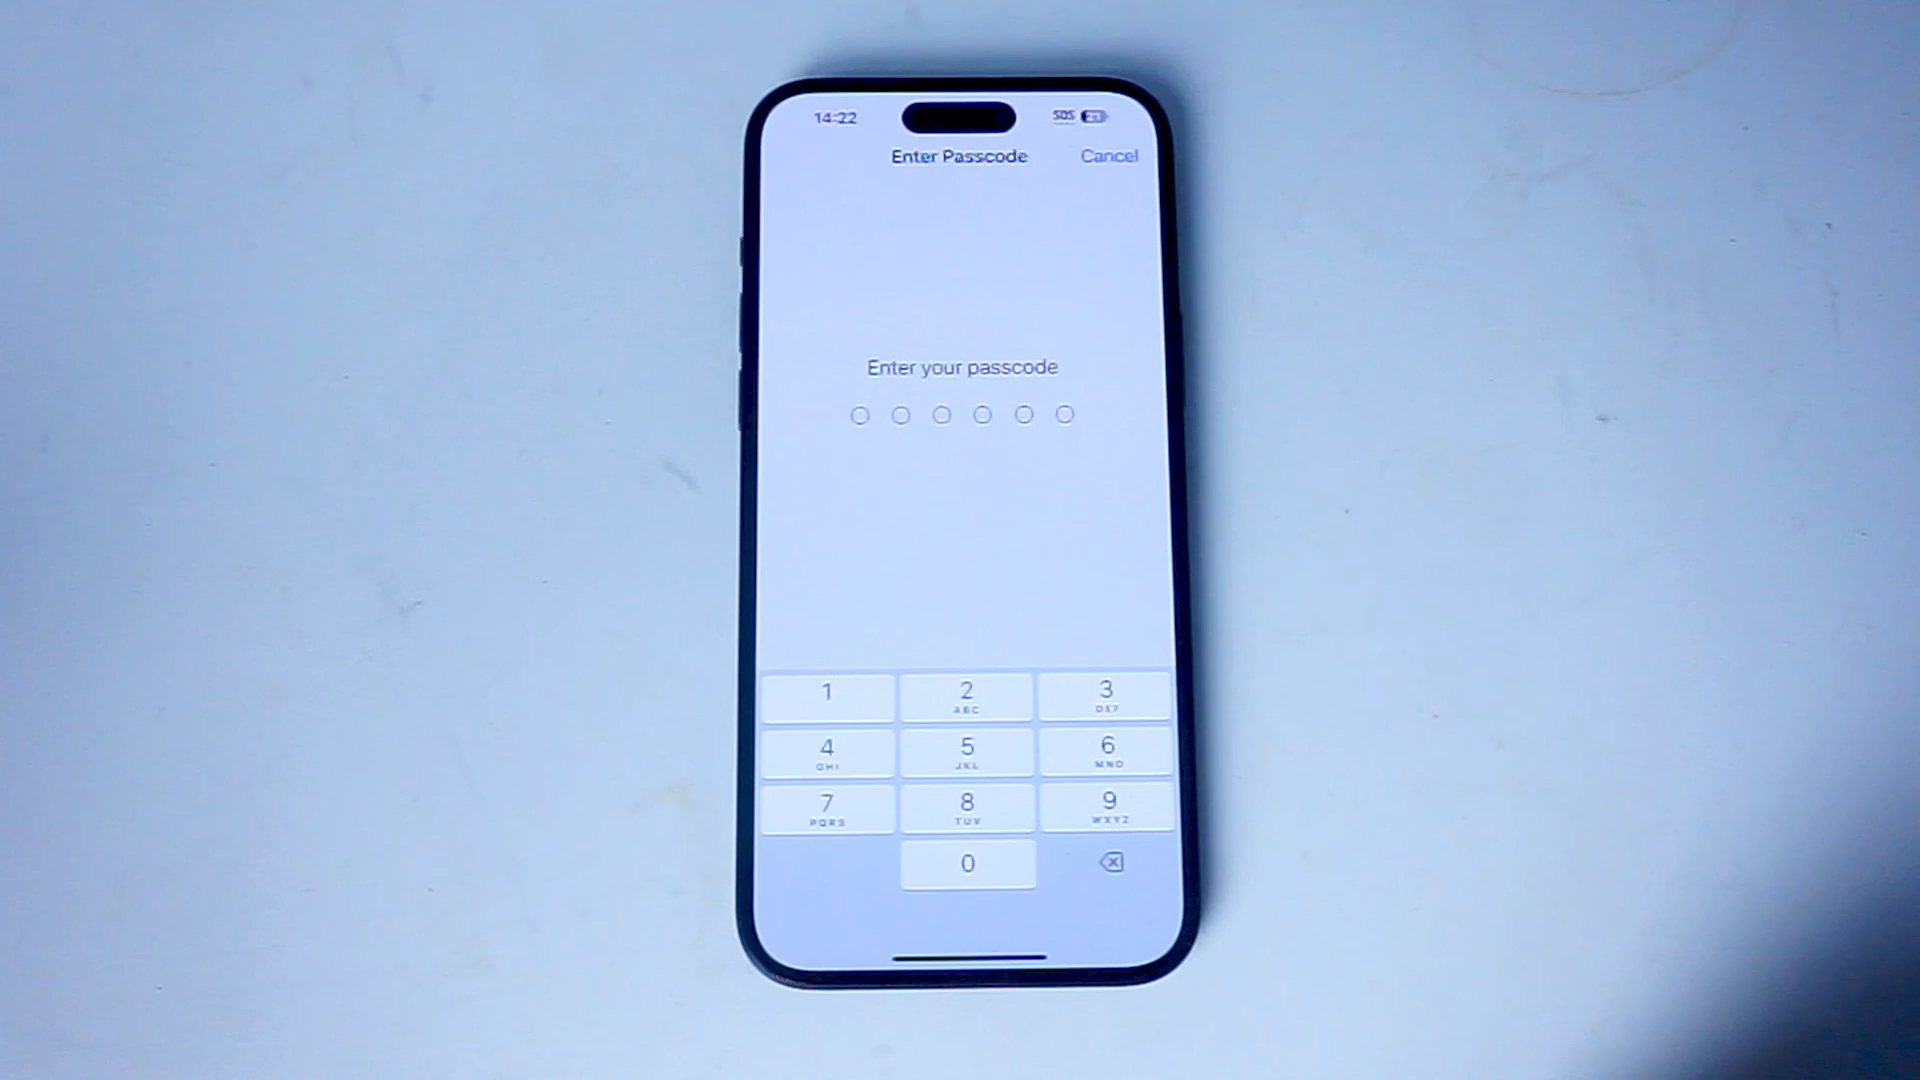 14:22 SOS
Enter Passcode Cancel
Enter your passcode
1 2 3
ABC DEF
4 5 6
GHI JKL MNO
7 8 9
PQRS TUV WXYZ
0